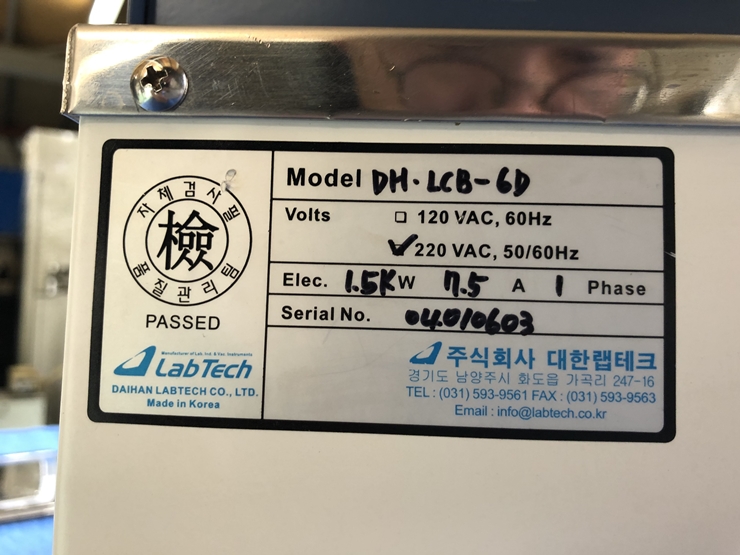 자체검사필
檢
품질관리팀
PASSED
Manufacturer of Lab. Ind. & Fac. Instruments
LabTech
DAIHAN LABTECH CO., LTD.
Made in Korea
Model DH·LCB-6D
Volts □ 120 VAC, 60Hz
☑ 220 VAC, 50/60Hz
Elec. 1.5KW 7.5 A 1 Phase
Serial No. 04010603
주식회사 대한랩테크
경기도 남양주시 화도읍 가곡리 247-16
TEL : (031) 593-9561 FAX : (031) 593-9563
Email : info@labtech.co.kr